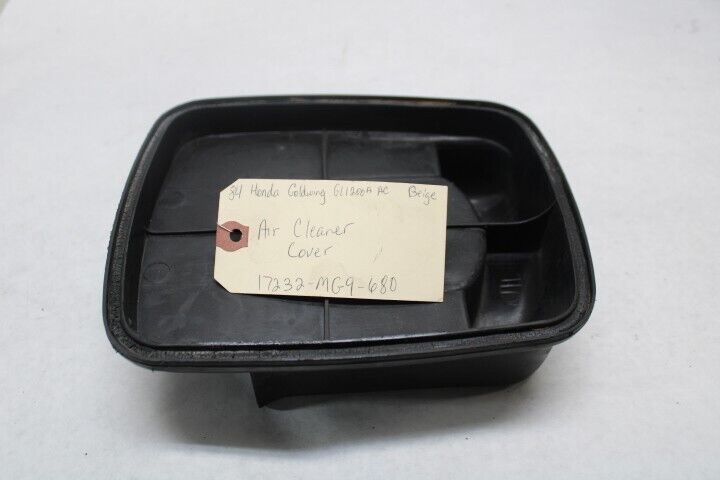 84 Honda Goldwing GL1200A AC Beige
Air Cleaner
Cover
17232-MG9-680